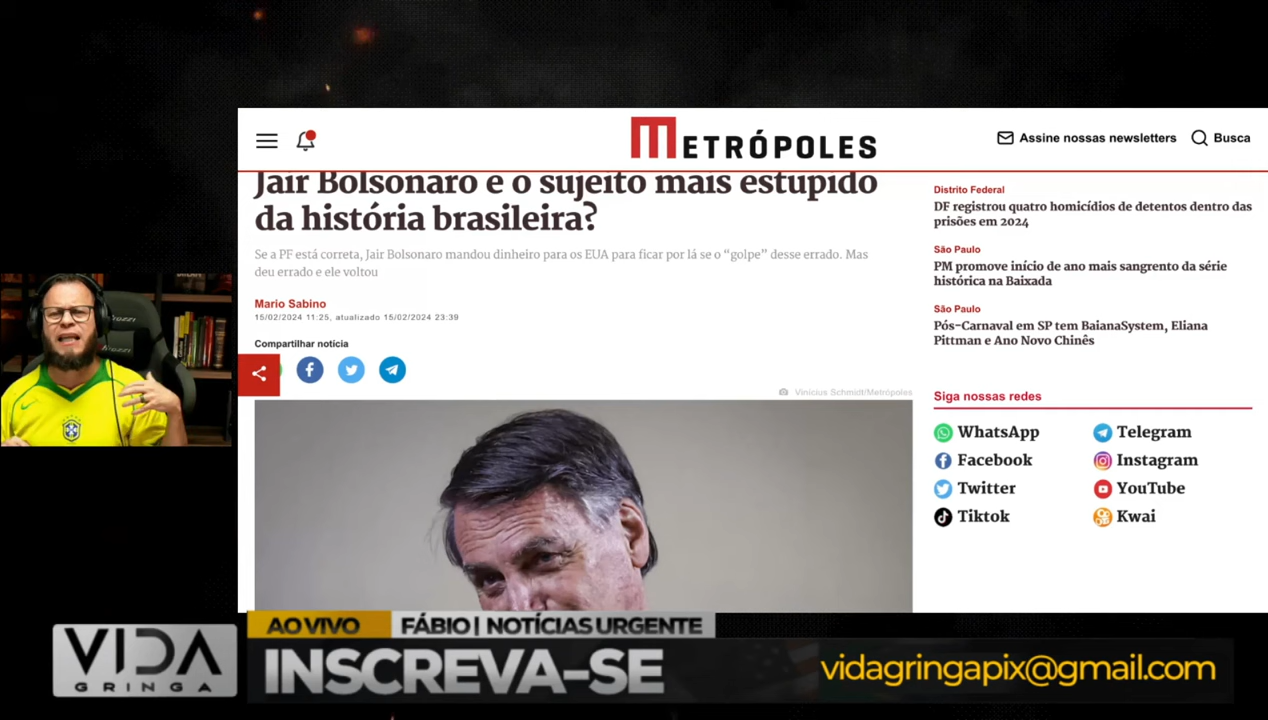 METRÓPOLES
Assine nossas newsletters
Busca
Jair Bolsonaro é o sujeito mais estúpido
da história brasileira?
Se a PF está correta, Jair Bolsonaro mandou dinheiro para os EUA para ficar por lá se o “golpe” desse errado. Mas
deu errado e ele voltou
Mario Sabino
15/02/2024 11:25, atualizado 15/02/2024 23:39
Compartilhar notícia
Vinícius Schmidt/Metrópoles
Distrito Federal
DF registrou quatro homicídios de detentos dentro das
prisões em 2024
São Paulo
PM promove início de ano mais sangrento da série
histórica na Baixada
São Paulo
Pós-Carnaval em SP tem BaianaSystem, Eliana
Pittman e Ano Novo Chinês
Siga nossas redes
WhatsApp
Telegram
Facebook
Instagram
Twitter
YouTube
Tiktok
Kwai
AO VIVO
FÁBIO | NOTÍCIAS URGENTE
VIDA
GRINGA
INSCREVA-SE
vidagringapix@gmail.com